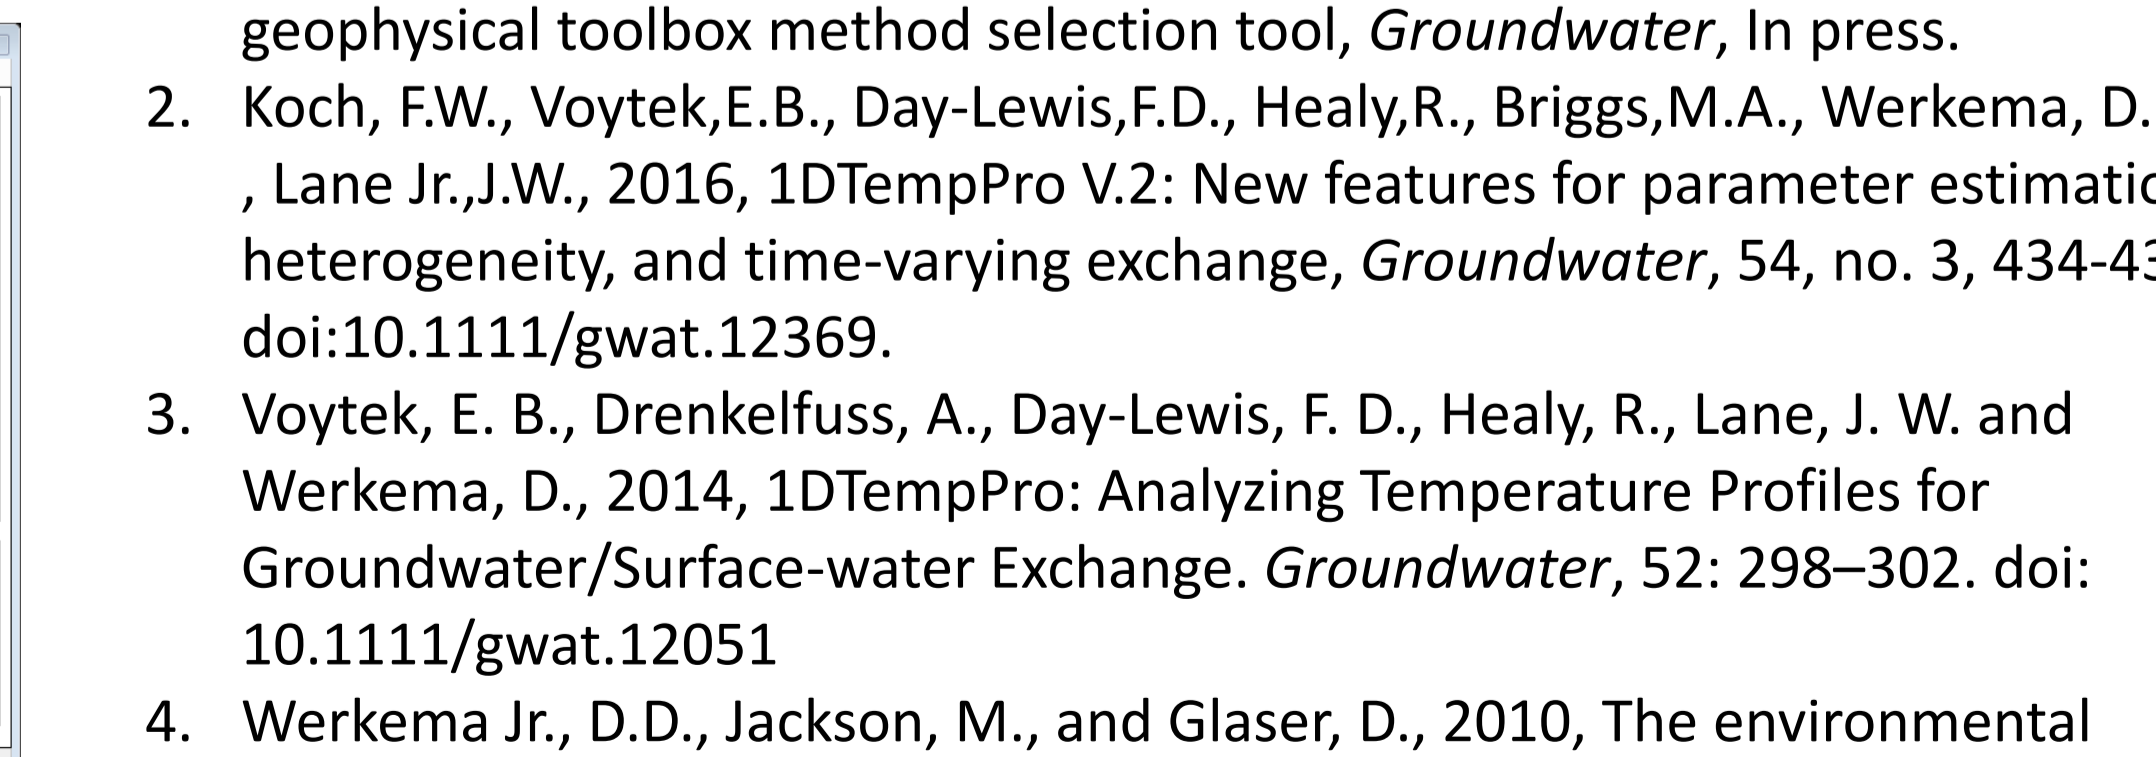 geophysical toolbox method selection tool, Groundwater, In press.
2. Koch, F.W., Voytek,E.B., Day-Lewis,F.D., Healy,R., Briggs,M.A., Werkema, D.
, Lane Jr.,J.W., 2016, 1DTempPro V.2: New features for parameter
heterogeneity, and time-varying exchange, Groundwater, 54, no. 3,
doi:10.1111/gwat.12369.
3. Voytek, E. B., Drenkelfuss, A., Day-Lewis, F. D., Healy, R., Lane, J. W. and
Werkema, D., 2014, 1DTempPro: Analyzing Temperature Profiles for
Groundwater/Surface-water Exchange. Groundwater, 52: 298–302. doi:
10.1111/gwat.12051
4. Werkema Jr., D.D., Jackson, M., and Glaser, D., 2010, The environmental